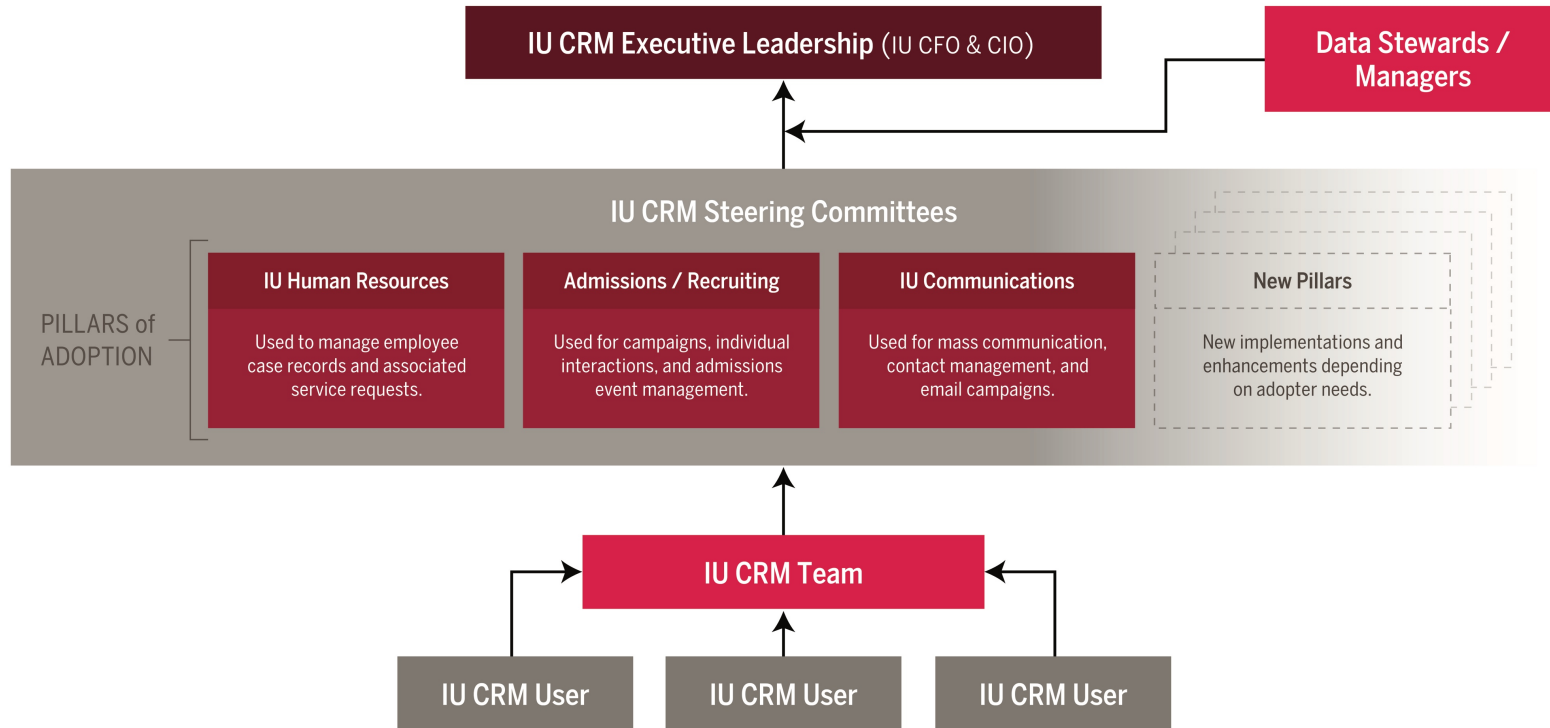 IU CRM Executive Leadership (IU CFO & CIO)
Data Stewards /
Managers
IU CRM Steering Committees
PILLARS of
ADOPTION
IU Human Resources
Used to manage employee
case records and associated
service requests.
Admissions / Recruiting
Used for campaigns, individual
interactions, and admissions
event management.
IU Communications
Used for mass communication,
contact management, and
email campaigns.
New Pillars
New implementations and
enhancements depending
on adopter needs.
IU CRM Team
IU CRM User
IU CRM User
IU CRM User